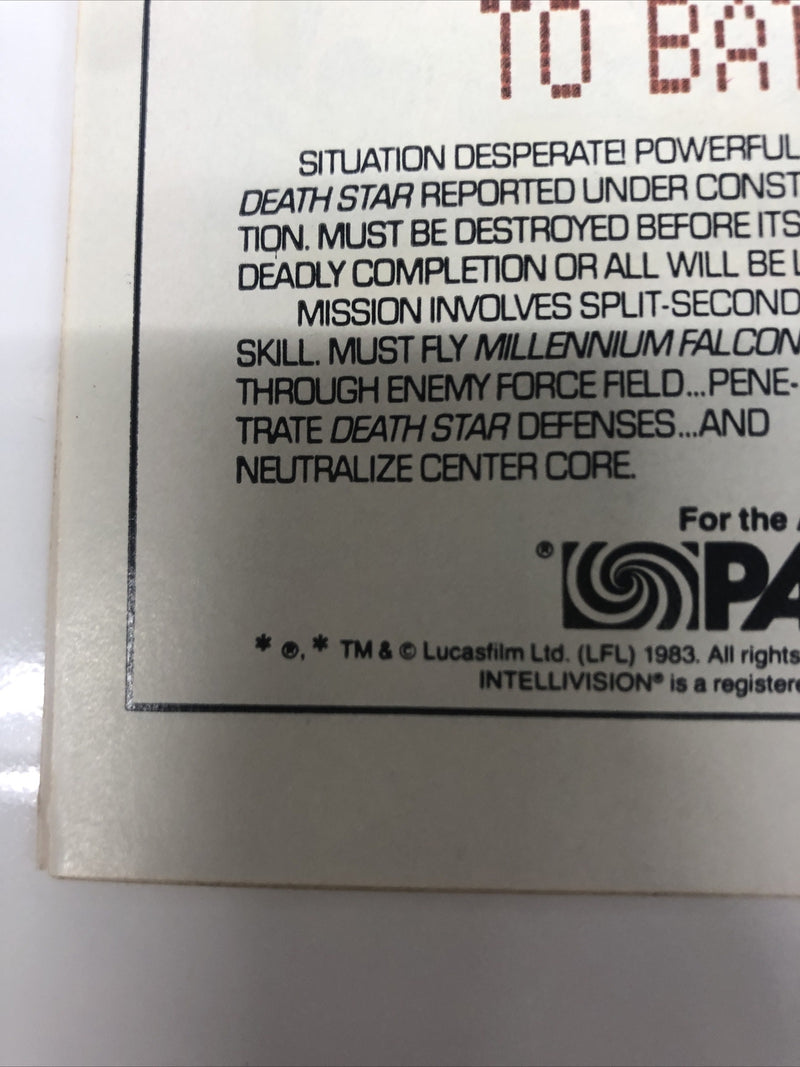 TO BAT
SITUATION DESPERATE! POWERFUL
DEATH STAR REPORTED UNDER CONST
TION. MUST BE DESTROYED BEFORE ITS
DEADLY COMPLETION OR ALL WILL BE L
MISSION INVOLVES SPLIT-SECOND
SKILL. MUST FLY MILLENNIUM FALCON
THROUGH ENEMY FORCE FIELD...PENE-
TRATE DEATH STAR DEFENSES...AND
NEUTRALIZE CENTER CORE.
For the A
® PA
* ®, * TM & © Lucasfilm Ltd. (LFL) 1983. All rights
INTELLIVISION® is a registere